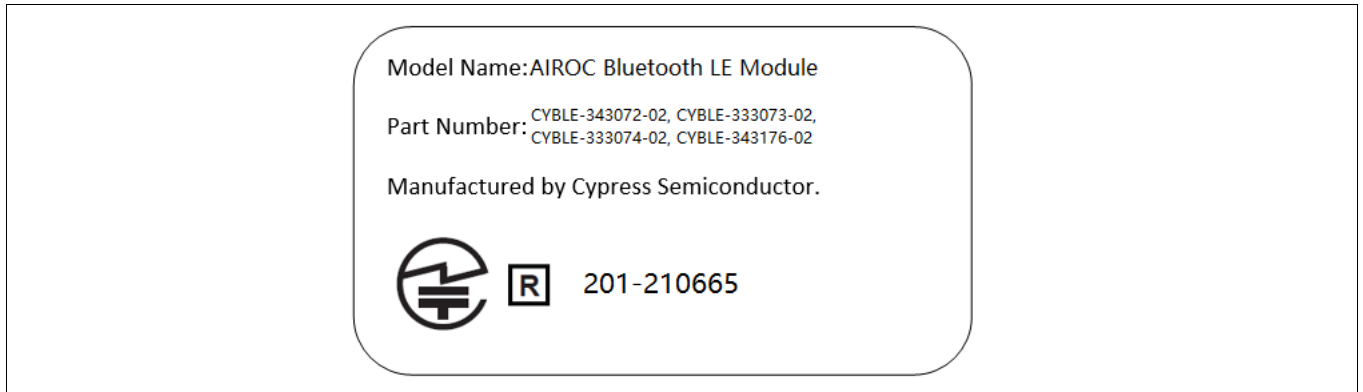 Model Name:AIROC Bluetooth LE Module
Part Number: CYBLE-343072-02, CYBLE-333073-02,
CYBLE-333074-02, CYBLE-343176-02
Manufactured by Cypress Semiconductor.
R 201-210665